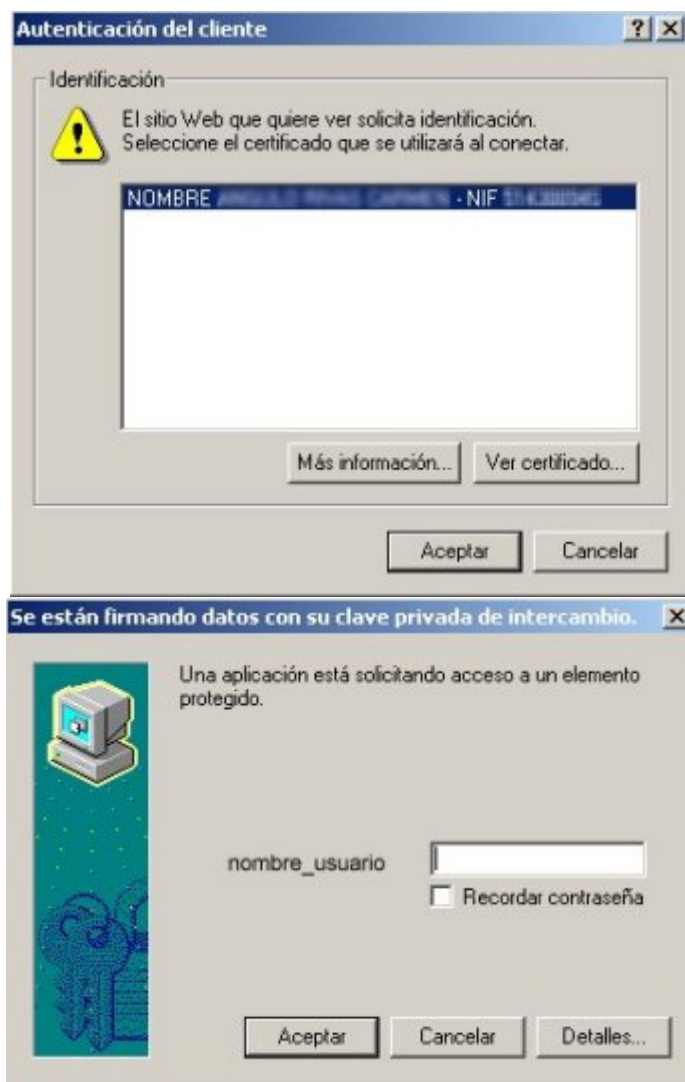 Autenticación del cliente
Identificación
El sitio Web que quiere ver solicita identificación.
Seleccione el certificado que se utilizará al conectar.
NOMBRE - NIF
Más información... Ver certificado...
Aceptar Cancelar
Se están firmando datos con su clave privada de intercambio.
Una aplicación está solicitando acceso a un elemento
protegido.
nombre_usuario
Recordar contraseña
Aceptar Cancelar Detalles...